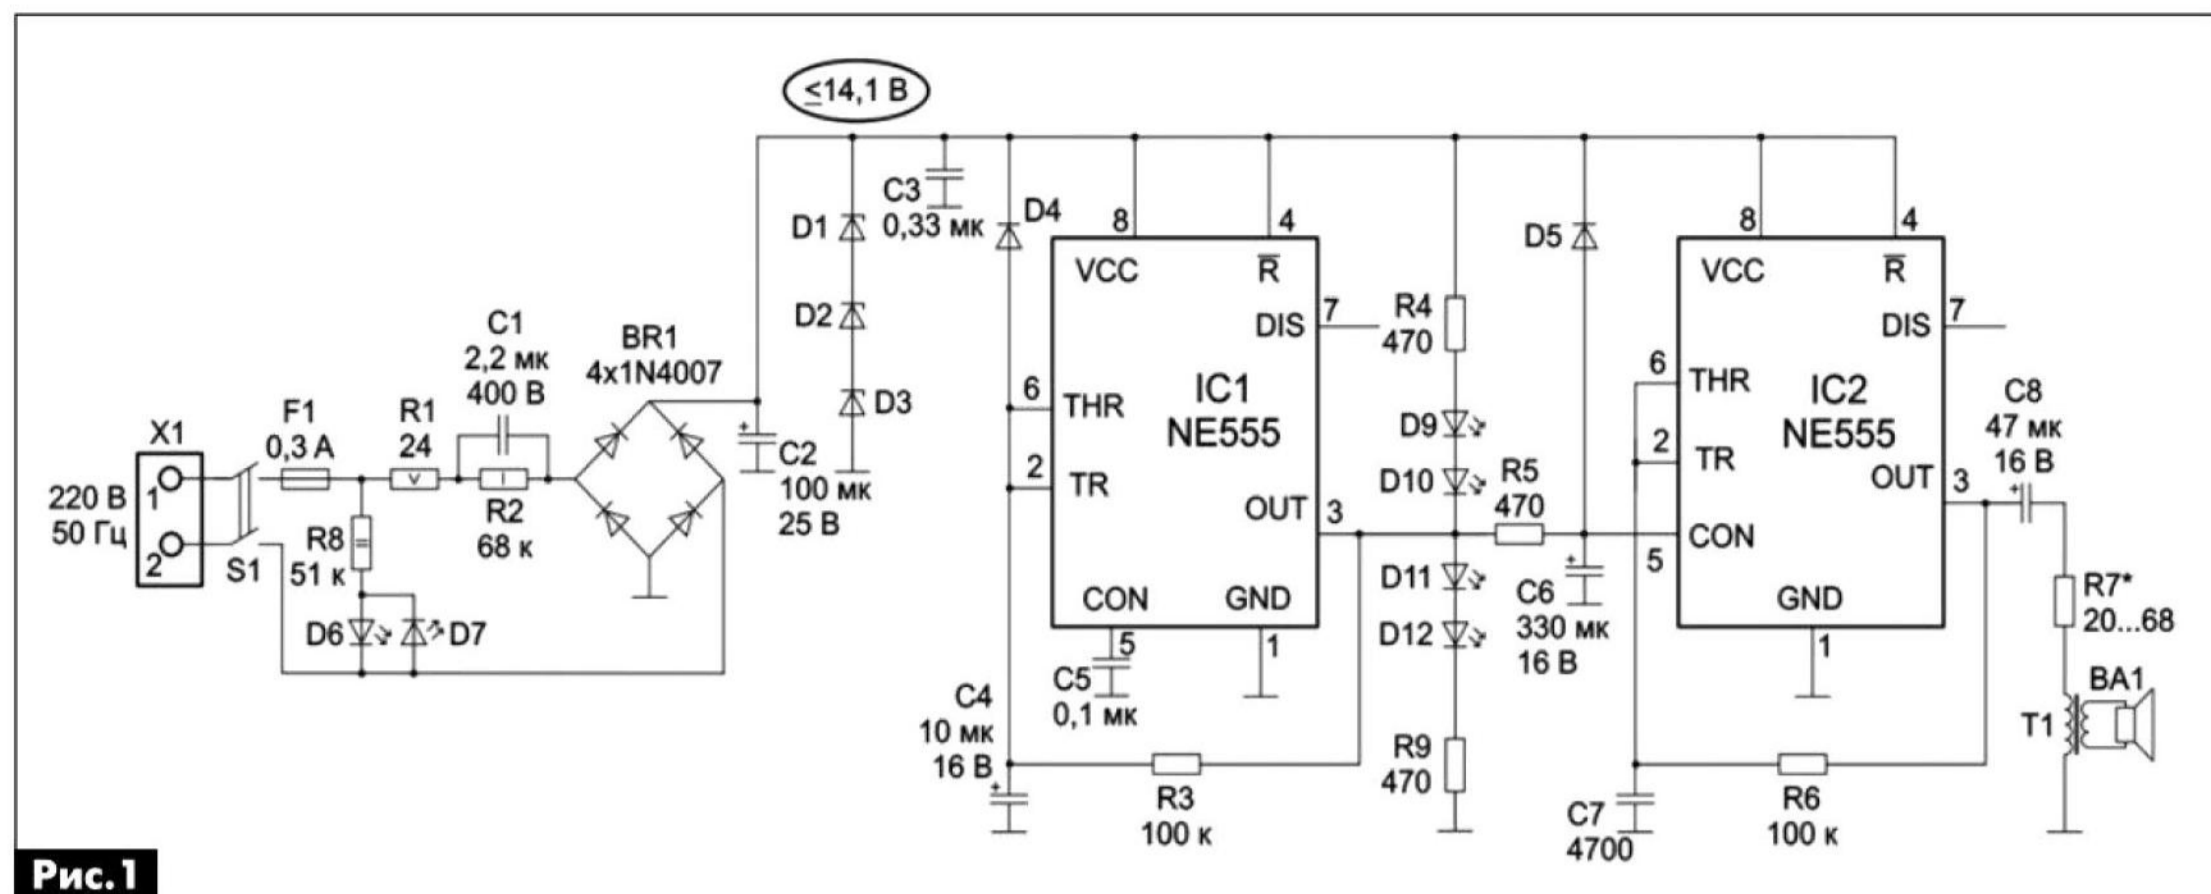 ≤14,1 В
X1
220 В
50 Гц
1
2
S1
F1
0,3 А
R1
24
C1
2,2 мк
400 В
R2
68 к
R8
51 к
D6
D7
BR1
4x1N4007
+
C2
100 мк
25 В
D1
D2
D3
C3
0,33 мк
D4
8
4
VCC
R
DIS
7
6
THR
IC1
NE555
2
TR
OUT
3
CON
GND
5
1
C5
0,1 мк
C4
10 мк
16 В
+
R3
100 к
R4
470
D9
D10
D11
D12
R9
470
R5
470
D5
+
C6
330 мк
16 В
8
4
VCC
R
DIS
7
6
THR
IC2
NE555
2
TR
OUT
3
CON
5
GND
1
C7
4700
R6
100 к
C8
47 мк
16 В
+
R7*
20...68
BA1
T1
Рис.1